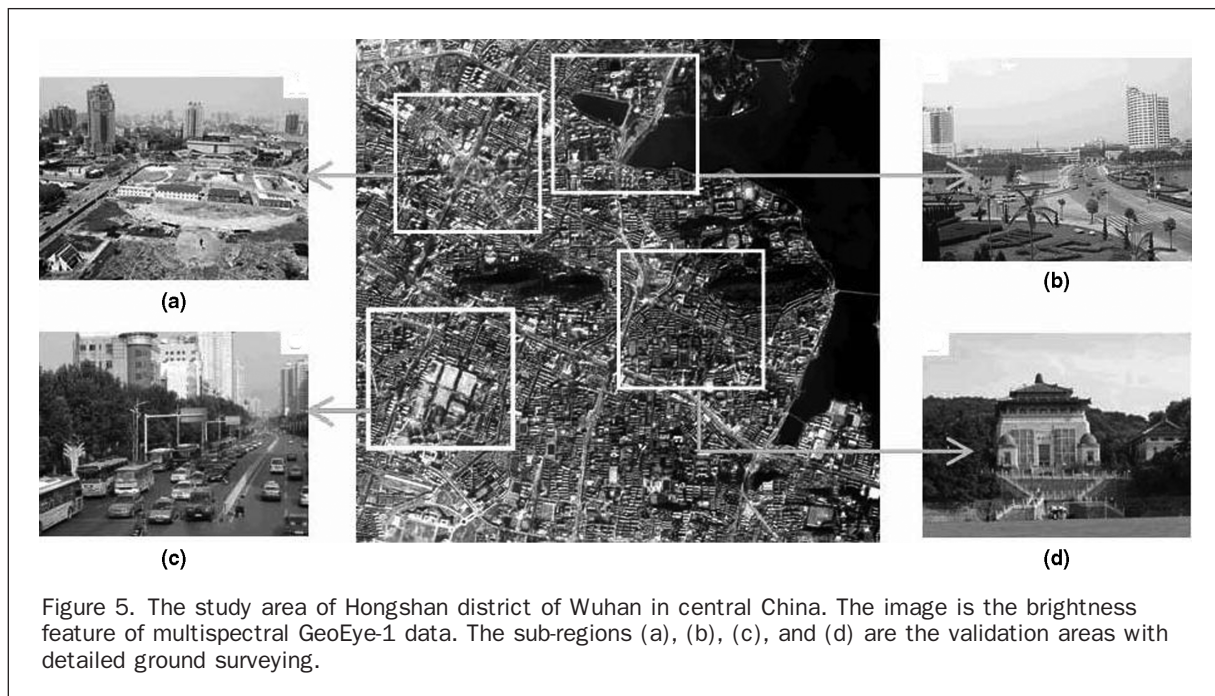 (a)
(b)
(c)
(d)
Figure 5. The study area of Hongshan district of Wuhan in central China. The image is the brightness
feature of multispectral GeoEye-1 data. The sub-regions (a), (b), (c), and (d) are the validation areas with
detailed ground surveying.